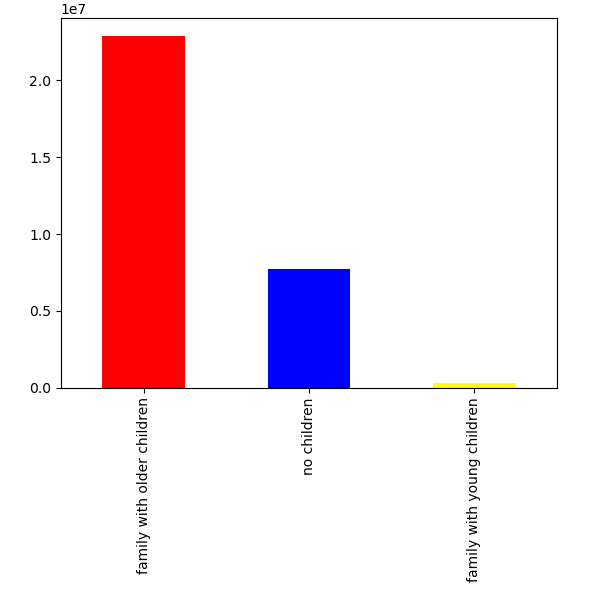 1e7
2.0
1.5
1.0
0.5
0.0
family with older children
no children
family with young children